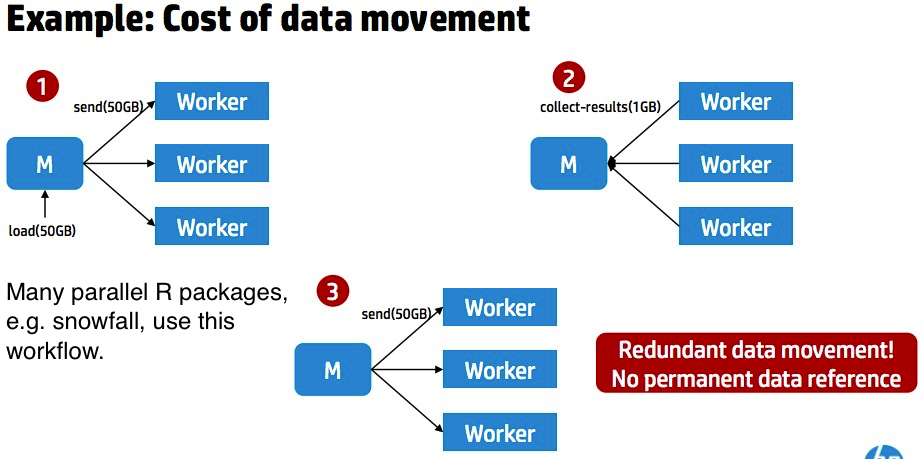 Example: Cost of data movement
1
send(50GB)
Worker
M
Worker
load(50GB)
Worker
2
collect-results(1GB)
Worker
M
Worker
Worker
Many parallel R packages,
e.g. snowfall, use this
workflow.
3
send(50GB)
Worker
M
Worker
Worker
Redundant data movement!
No permanent data reference